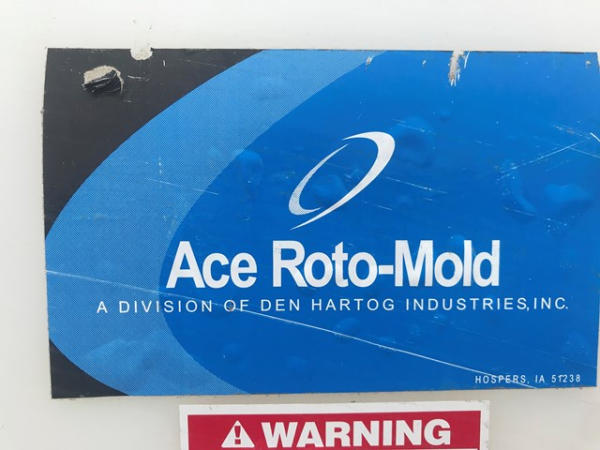 Ace Roto-Mold
A DIVISION OF DEN HARTOG INDUSTRIES,INC.
HOSPERS, IA 51238
WARNING